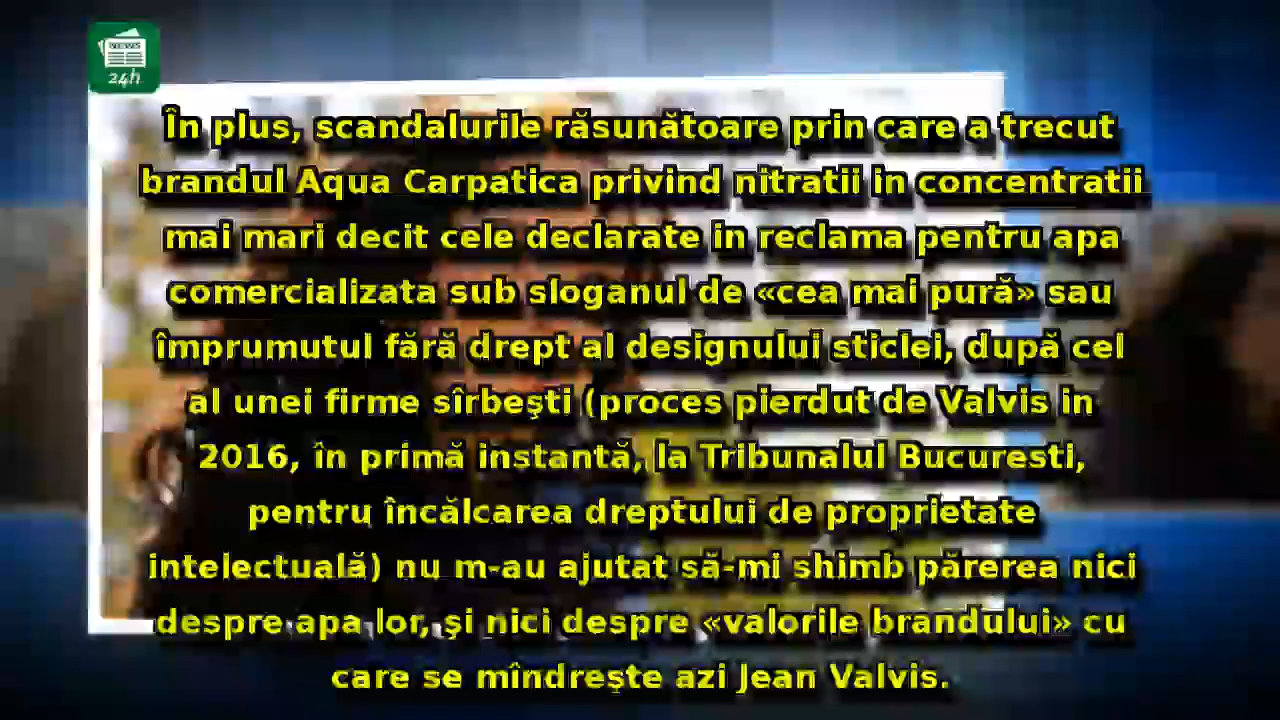 NEWS
24h
În plus, scandalurile răsunătoare prin care a trecut
brandul Aqua Carpatica privind nitratii in concentratii
mai mari decit cele declarate in reclama pentru apa
comercializata sub sloganul de «cea mai pură» sau
împrumutul fără drept al designului sticlei, după cel
al unei firme sîrbeşti (proces pierdut de Valvis in
2016, în primă instantă, la Tribunalul Bucuresti,
pentru încălcarea dreptului de proprietate
intelectuală) nu m-au ajutat să-mi shimb părerea nici
despre apa lor, şi nici despre «valorile brandului» cu
care se mîndreşte azi Jean Valvis.